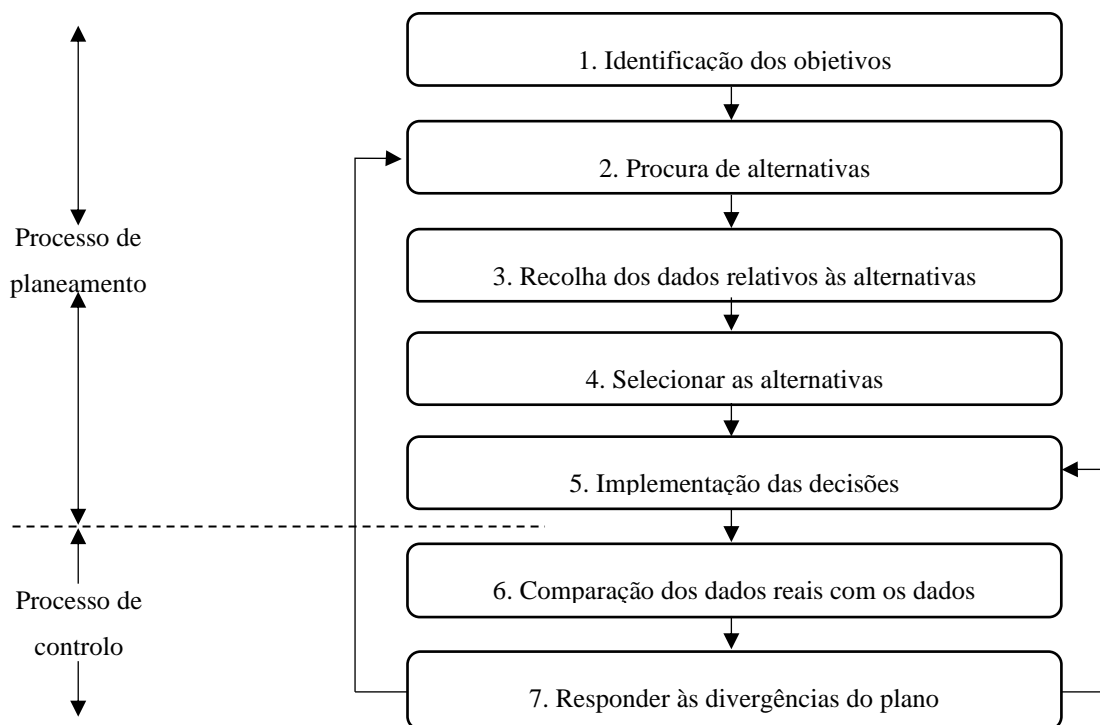 1. Identificação dos objetivos
2. Procura de alternativas
Processo de
planeamento
3. Recolha dos dados relativos às alternativas
4. Selecionar as alternativas
5. Implementação das decisões
6. Comparação dos dados reais com os dados
Processo de
controlo
7. Responder às divergências do plano